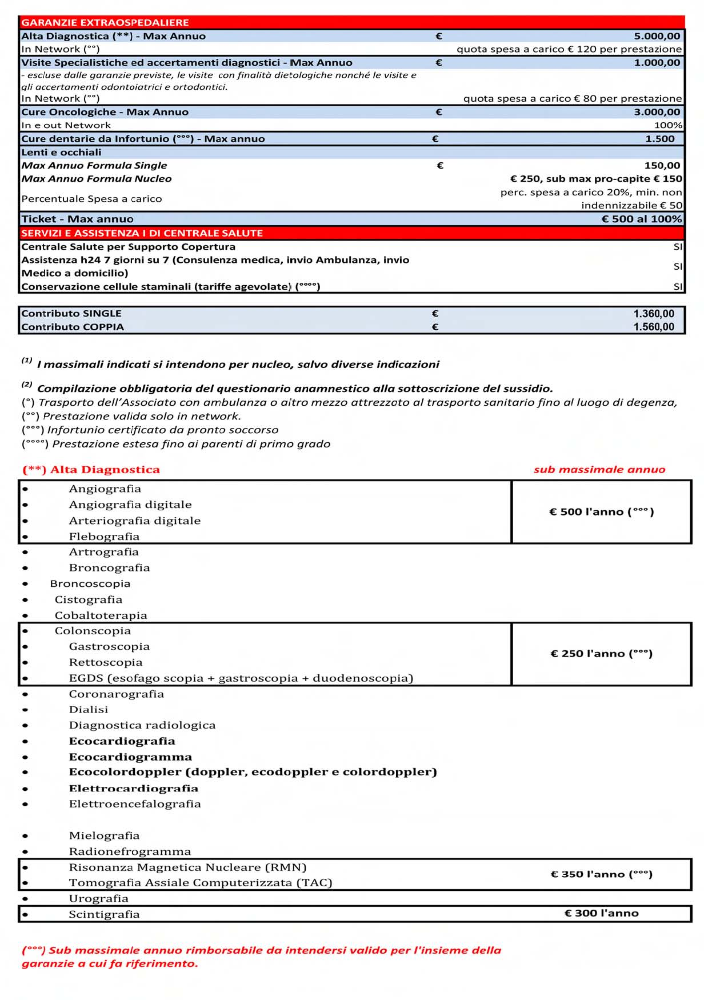 GARANZIE EXTRAOSPEDALIERE
Alta Diagnostica (**) - Max Annuo € 5.000,00
In Network (°°) quota spesa a carico € 120 per prestazione
Visite Specialistiche ed accertamenti diagnostici - Max Annuo € 1.000,00
- escluse dalle garanzie previste, le visite con finalità dietologiche nonché le visite e
gli accertamenti odontoiatrici e ortodontici.
In Network (°°) quota spesa a carico € 80 per prestazione
Cure Oncologiche - Max Annuo € 3.000,00
In e out Network 100%
Cure dentarie da Infortunio (°°°) - Max annuo € 1.500
Lenti e occhiali
Max Annuo Formula Single € 150,00
Max Annuo Formula Nucleo € 250, sub max pro-capite € 150
Percentuale Spesa a carico perc. spesa a carico 20%, min. non
indennizzabile € 50
Ticket - Max annuo € 500 al 100%
SERVIZI E ASSISTENZA I DI CENTRALE SALUTE
Centrale Salute per Supporto Copertura SI
Assistenza h24 7 giorni su 7 (Consulenza medica, invio Ambulanza, invio
Medico a domicilio) SI
Conservazione cellule staminali (tariffe agevolate) (°°°°) SI
Contributo SINGLE € 1.360,00
Contributo COPPIA € 1.560,00
(1) I massimali indicati si intendono per nucleo, salvo diverse indicazioni
(2) Compilazione obbligatoria del questionario anamnestico alla sottoscrizione del sussidio.
(°) Trasporto dell’Associato con ambulanza o altro mezzo attrezzato al trasporto sanitario fino al luogo di degenza,
(°°) Prestazione valida solo in network.
(°°°) Infortunio certificato da pronto soccorso
(°°°°) Prestazione estesa fino ai parenti di primo grado
(**) Alta Diagnostica sub massimale annuo
• Angiografia
• Angiografia digitale
€ 500 l'anno (°°°)
• Arteriografia digitale
• Flebografia
• Artrografia
• Broncografia
• Broncoscopia
• Cistografia
• Cobaltoterapia
• Colonscopia
• Gastroscopia
€ 250 l'anno (°°°)
• Rettoscopia
• EGDS (esofago scopia + gastroscopia + duodenoscopia)
• Coronarografia
• Dialisi
• Diagnostica radiologica
• Ecocardiografia
• Ecocardiogramma
• Ecocolordoppler (doppler, ecodoppler e colordoppler)
• Elettrocardiografia
• Elettroencefalografia
• Mielografia
• Radionefrogramma
• Risonanza Magnetica Nucleare (RMN)
€ 350 l'anno (°°°)
• Tomografia Assiale Computerizzata (TAC)
• Urografia
• Scintigrafia € 300 l'anno
(°°°) Sub massimale annuo rimborsabile da intendersi valido per l'insieme della
garanzie a cui fa riferimento.